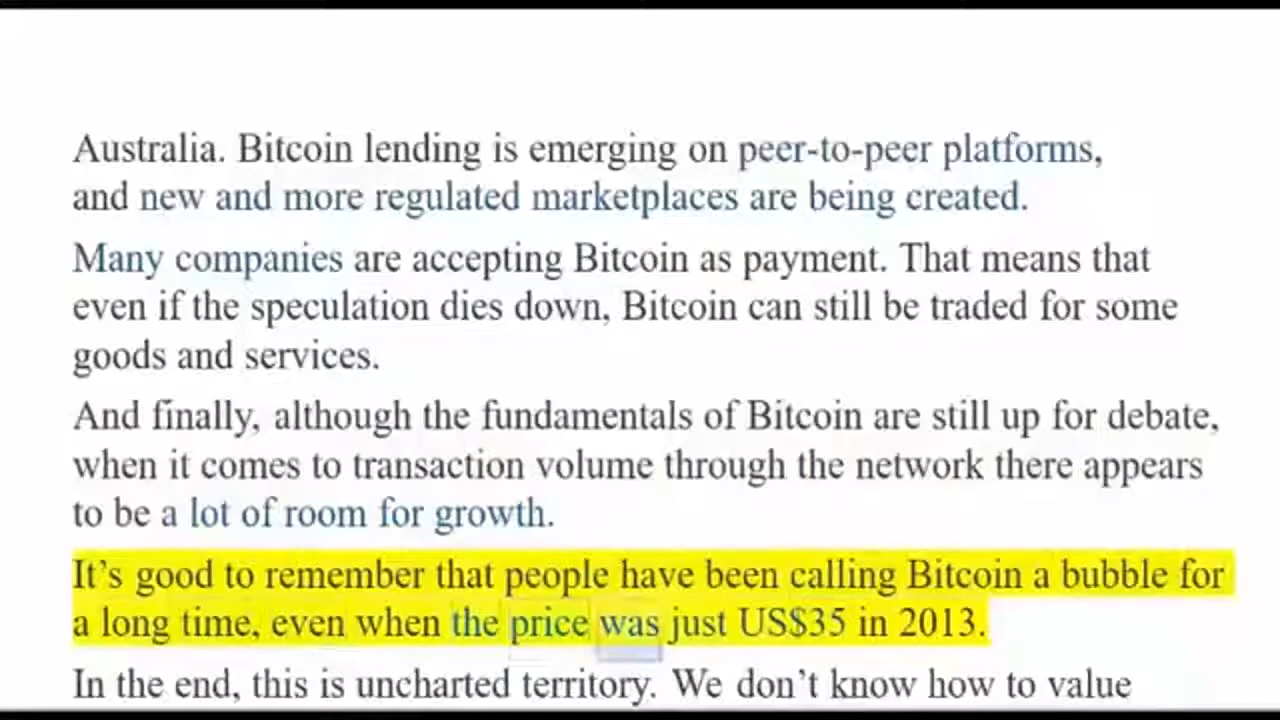 Australia. Bitcoin lending is emerging on peer-to-peer platforms,
and new and more regulated marketplaces are being created.
Many companies are accepting Bitcoin as payment. That means that
even if the speculation dies down, Bitcoin can still be traded for some
goods and services.
And finally, although the fundamentals of Bitcoin are still up for debate,
when it comes to transaction volume through the network there appears
to be a lot of room for growth.
It’s good to remember that people have been calling Bitcoin a bubble for
a long time, even when the price was just US$35 in 2013.
In the end, this is uncharted territory. We don’t know how to value